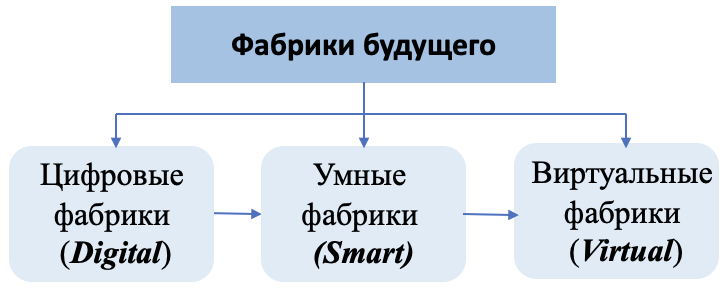 Фабрики будущего
Цифровые
фабрики
(Digital)
Умные
фабрики
(Smart)
Виртуальные
фабрики
(Virtual)